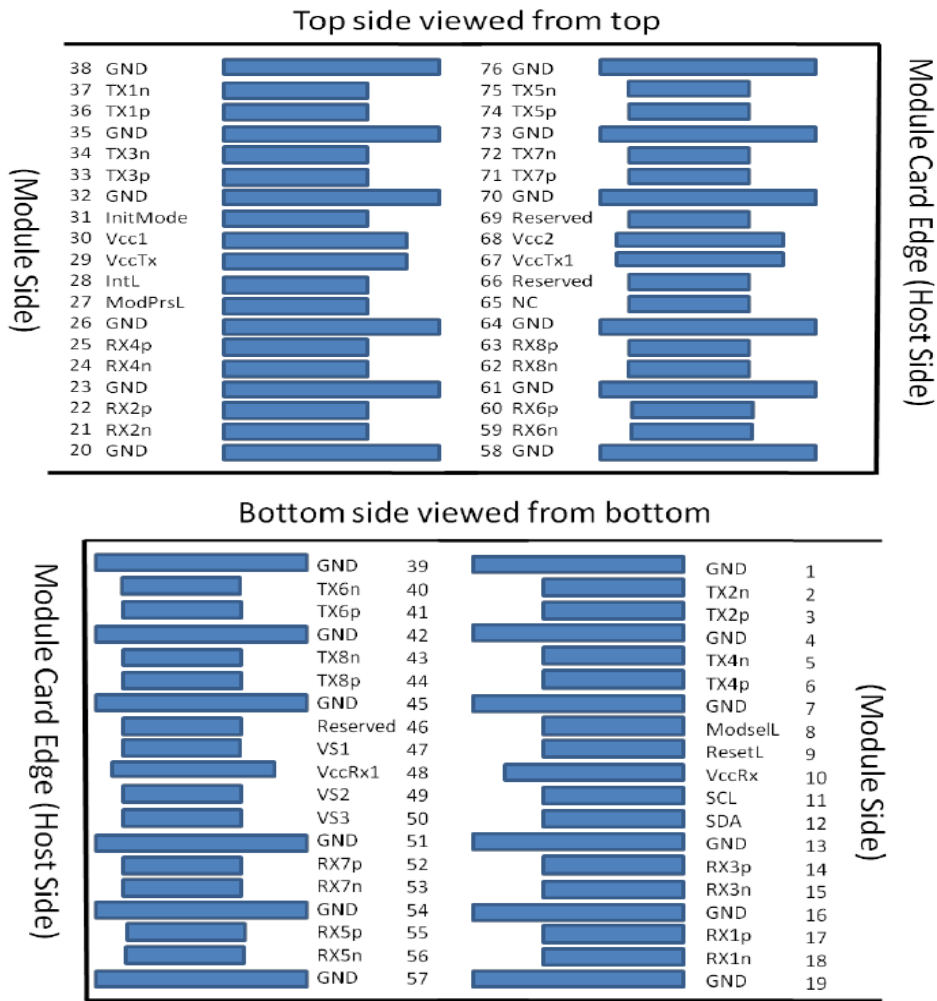 Top side viewed from top
38 GND 76 GND
37 TX1n 75 TX5n
36 TX1p 74 TX5p
35 GND 73 GND
34 TX3n 72 TX7n
33 TX3p 71 TX7p
32 GND 70 GND
31 InitMode 69 Reserved
30 Vcc1 68 Vcc2
29 VccTx 67 VccTx1
28 IntL 66 Reserved
27 ModPrsL 65 NC
26 GND 64 GND
25 RX4p 63 RX8p
24 RX4n 62 RX8n
23 GND 61 GND
22 RX2p 60 RX6p
21 RX2n 59 RX6n
20 GND 58 GND
(Module Side)
Module Card Edge (Host Side)
Bottom side viewed from bottom
GND 39 GND 1
TX6n 40 TX2n 2
TX6p 41 TX2p 3
GND 42 GND 4
TX8n 43 TX4n 5
TX8p 44 TX4p 6
GND 45 GND 7
Reserved 46 ModselL 8
VS1 47 ResetL 9
VccRx1 48 VccRx 10
VS2 49 SCL 11
VS3 50 SDA 12
GND 51 GND 13
RX7p 52 RX3p 14
RX7n 53 RX3n 15
GND 54 GND 16
RX5p 55 RX1p 17
RX5n 56 RX1n 18
GND 57 GND 19
Module Card Edge (Host Side)
(Module Side)